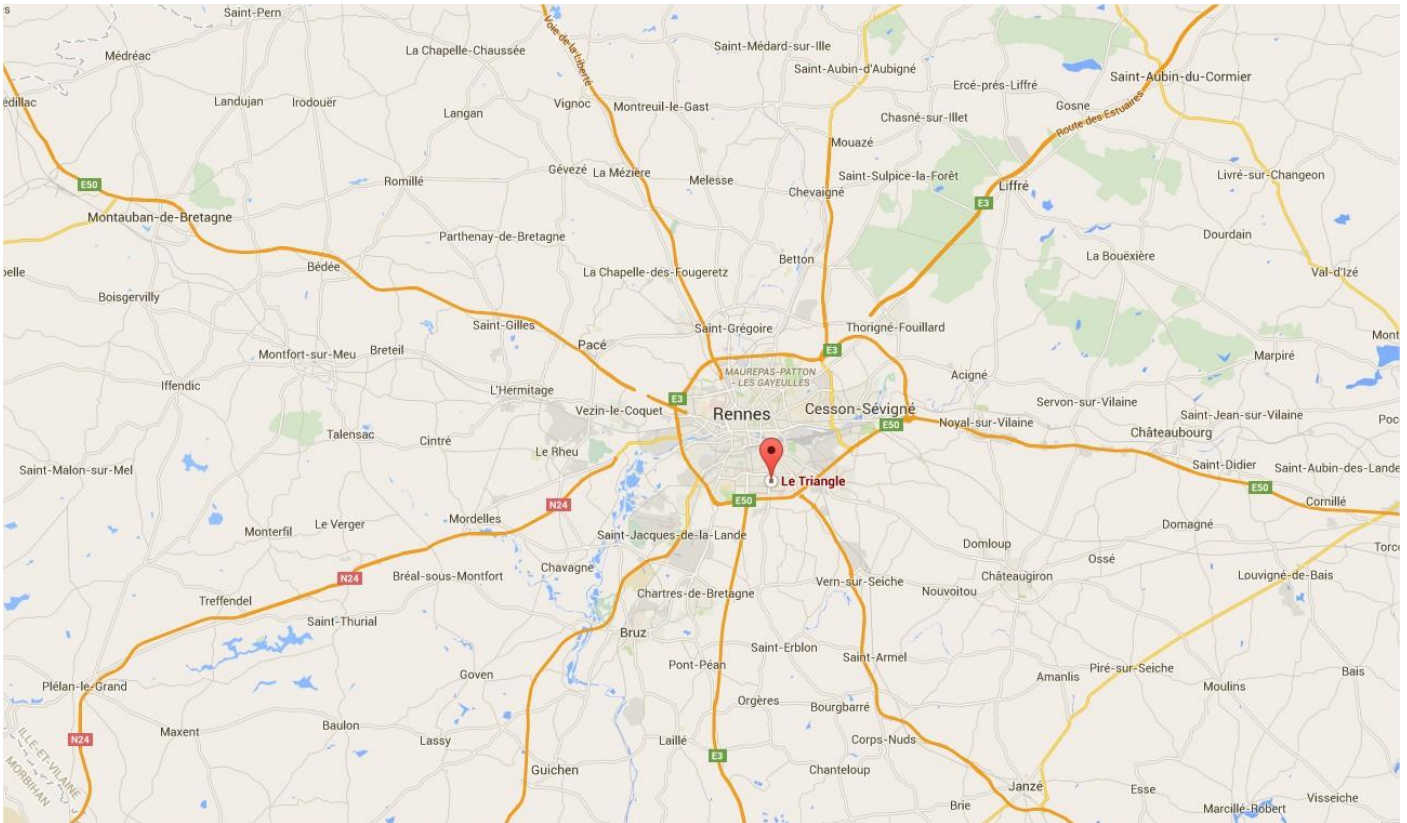 s
Saint-Pern
Médréac
La Chapelle-Chaussée
Voie de la Liberté
Saint-Médard-sur-Ille
Saint-Aubin-d'Aubigné
Saint-Aubin-du-Cormier
édillac
Landujan
Irodouër
Langan
Vignoc
Montreuil-le-Gast
Ercé-près-Liffré
Gosne
Route des Estuaires
Chasné-sur-Illet
Mouazé
E50
Romillé
Gévezé
La Mézière
Melesse
Chevaigné
Saint-Sulpice-la-Forêt
Liffré
E3
Livré-sur-Changeon
Montauban-de-Bretagne
Parthenay-de-Bretagne
Dourdain
Bédée
La Chapelle-des-Fougeretz
Betton
La Bouëxière
Val-d'Izé
pelle
Boisgervilly
Saint-Gilles
Pacé
Saint-Grégoire
Thorigné-Fouillard
Mont
Montfort-sur-Meu
Breteil
E3
Marpiré
Iffendic
L'Hermitage
MAUREPAS-PATTON
- LES GAYEULLES
Acigné
E3
Vezin-le-Coquet
Rennes
Cesson-Sévigné
Servon-sur-Vilaine
Saint-Jean-sur-Vilaine
Poc
Talensac
Cintré
E50
Noyal-sur-Vilaine
Châteaubourg
Le Rheu
Saint-Malon-sur-Mel
Saint-Didier
Saint-Aubin-des-Lande
Le Triangle
E50
N24
E50
Cornillé
Monterfil
Le Verger
Mordelles
Saint-Jacques-de-la-Lande
Domagné
Domloup
Torc
Ossé
N24
Bréal-sous-Montfort
Chavagne
Vern-sur-Seiche
Châteaugiron
Louvigné-de-Bais
Treffendel
Chartres-de-Bretagne
Nouvoitou
Saint-Thurial
Bruz
Saint-Erblon
Saint-Armel
Pont-Péan
Piré-sur-Seiche
Bais
Plélan-le-Grand
Goven
Amanlis
Moulins
Orgères
Bourgbarré
Maxent
Baulon
Lassy
Laillé
Corps-Nuds
N24
E3
ILLE-ET-VILAINE
MORBIHAN
Guichen
Chanteloup
Janzé
Esse
Visseiche
Brie
Marcillé-Robert